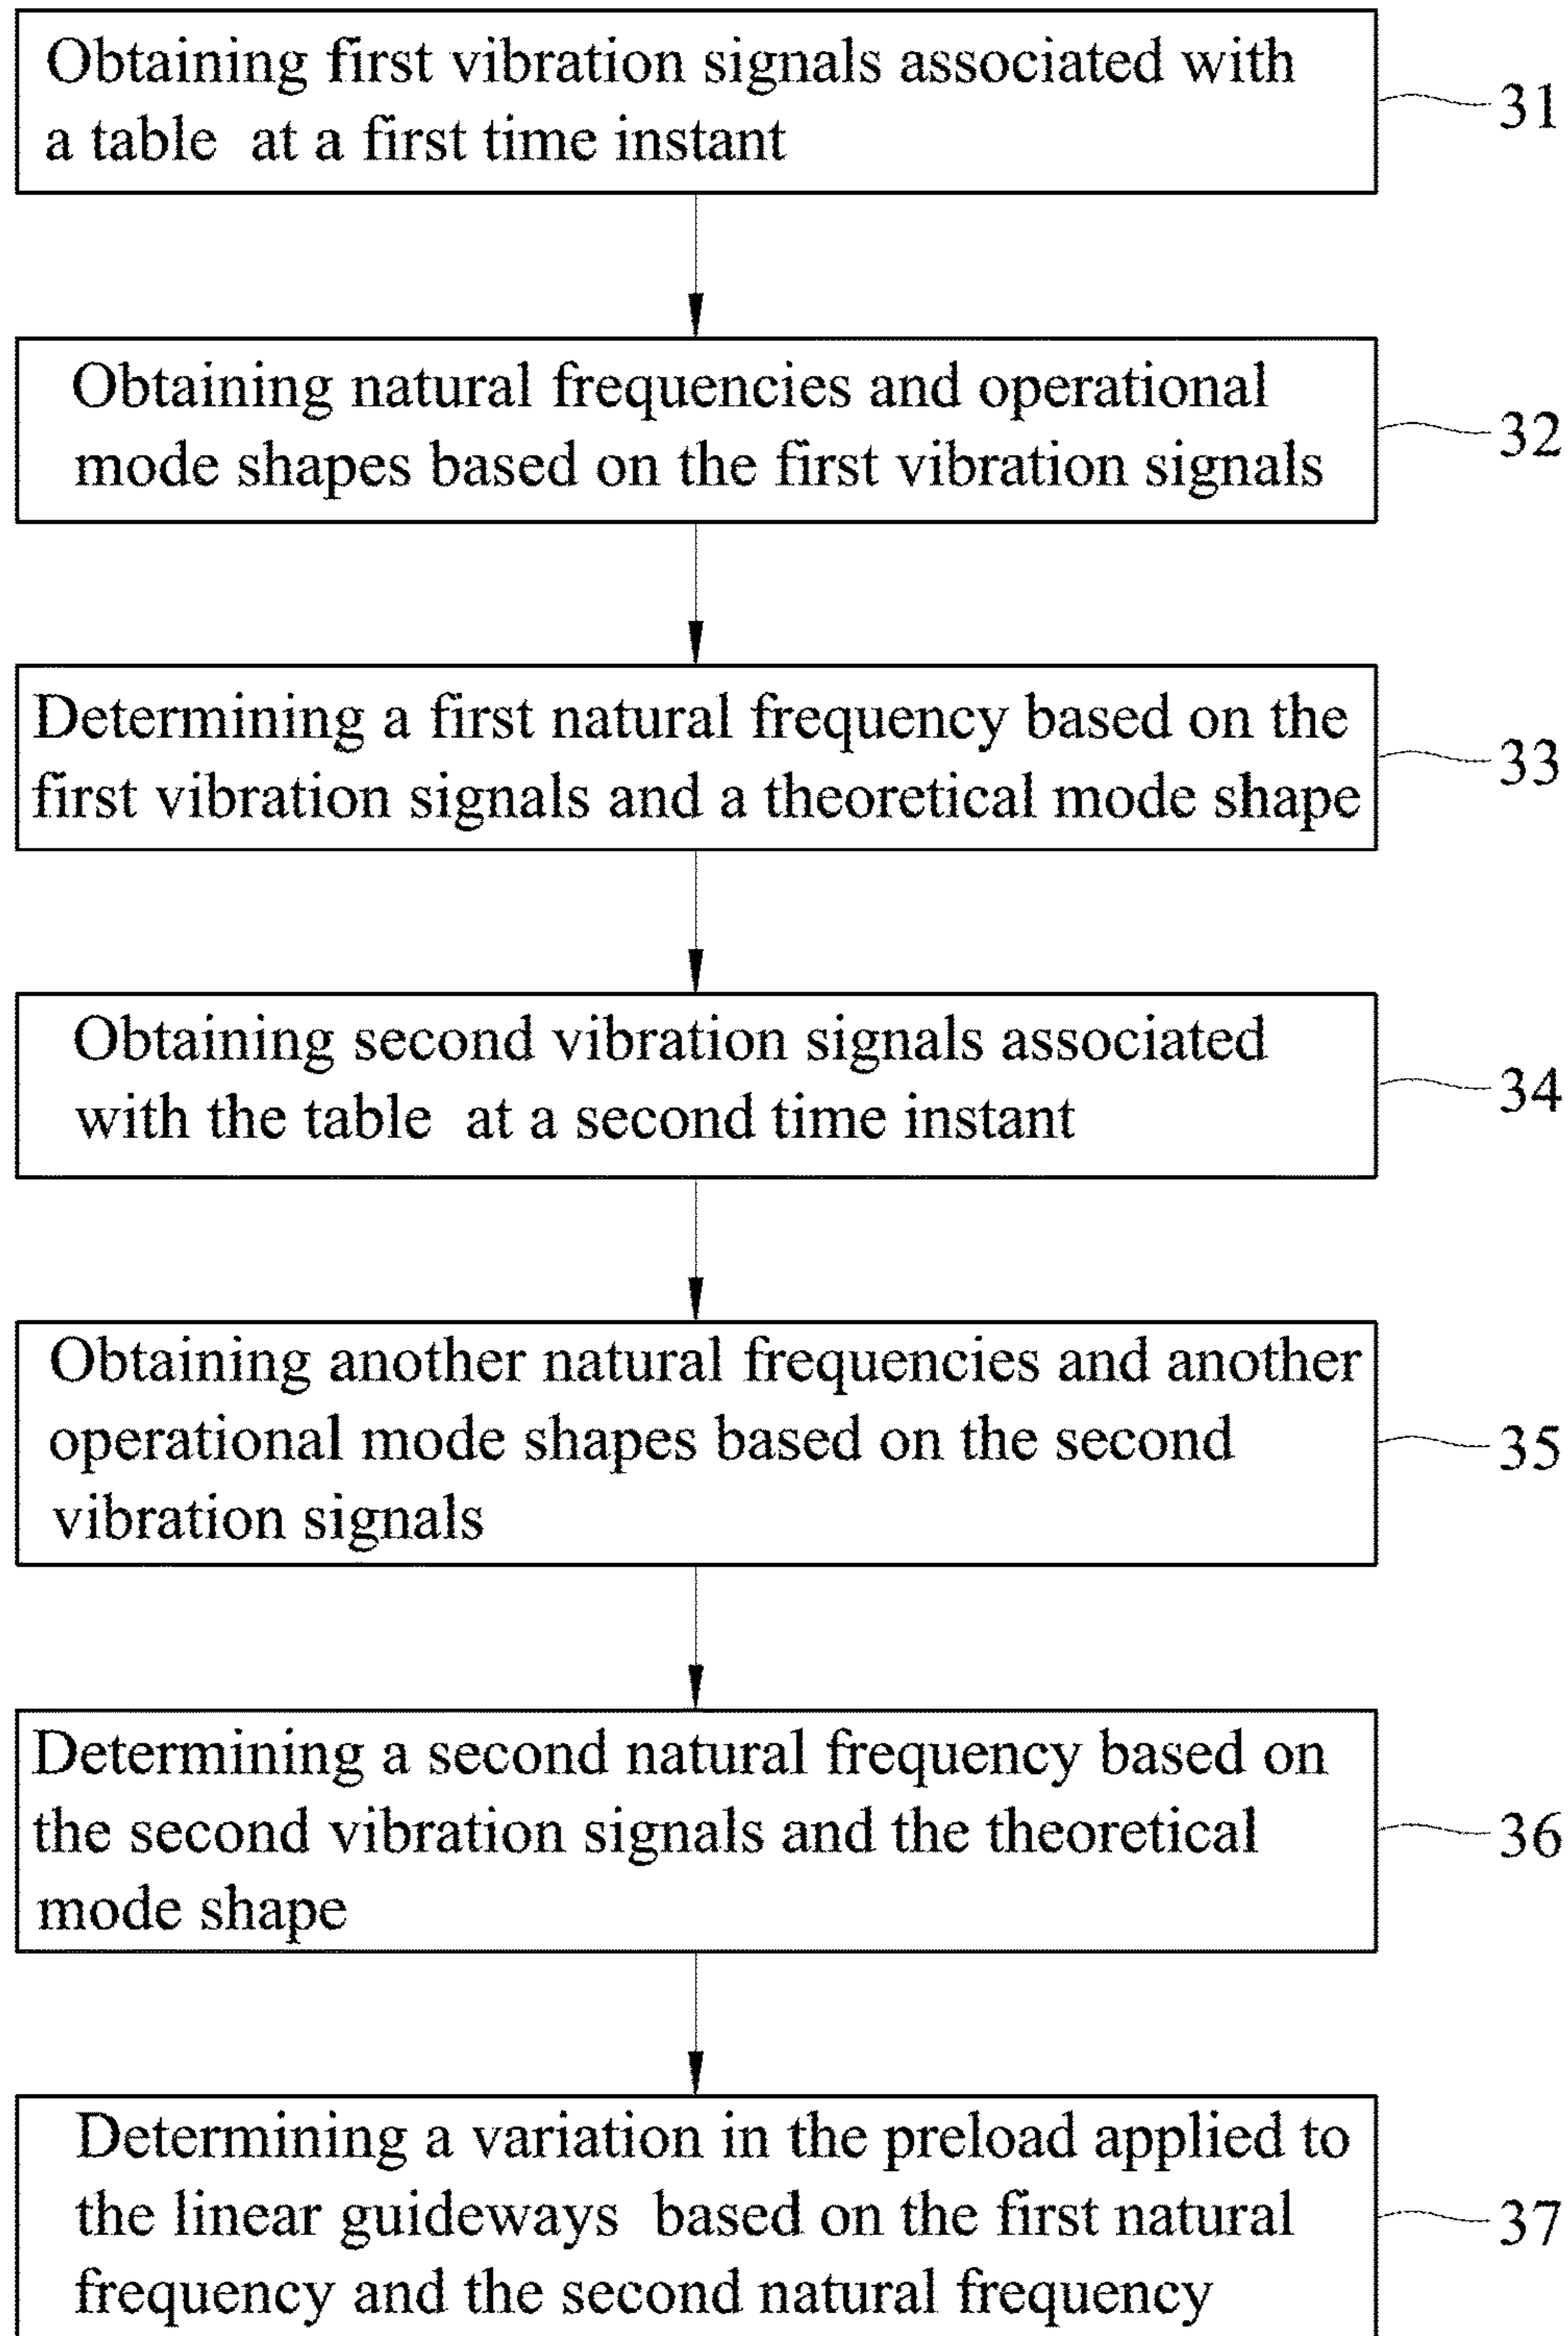 Obtaining first vibration signals associated with
a table at a first time instant
31
Obtaining natural frequencies and operational
mode shapes based on the first vibration signals
32
Determining a first natural frequency based on the
first vibration signals and a theoretical mode shape
33
Obtaining second vibration signals associated
with the table at a second time instant
34
Obtaining another natural frequencies and another
operational mode shapes based on the second
vibration signals
35
Determining a second natural frequency based on
the second vibration signals and the theoretical
mode shape
36
Determining a variation in the preload applied to
the linear guideways based on the first natural
frequency and the second natural frequency
37